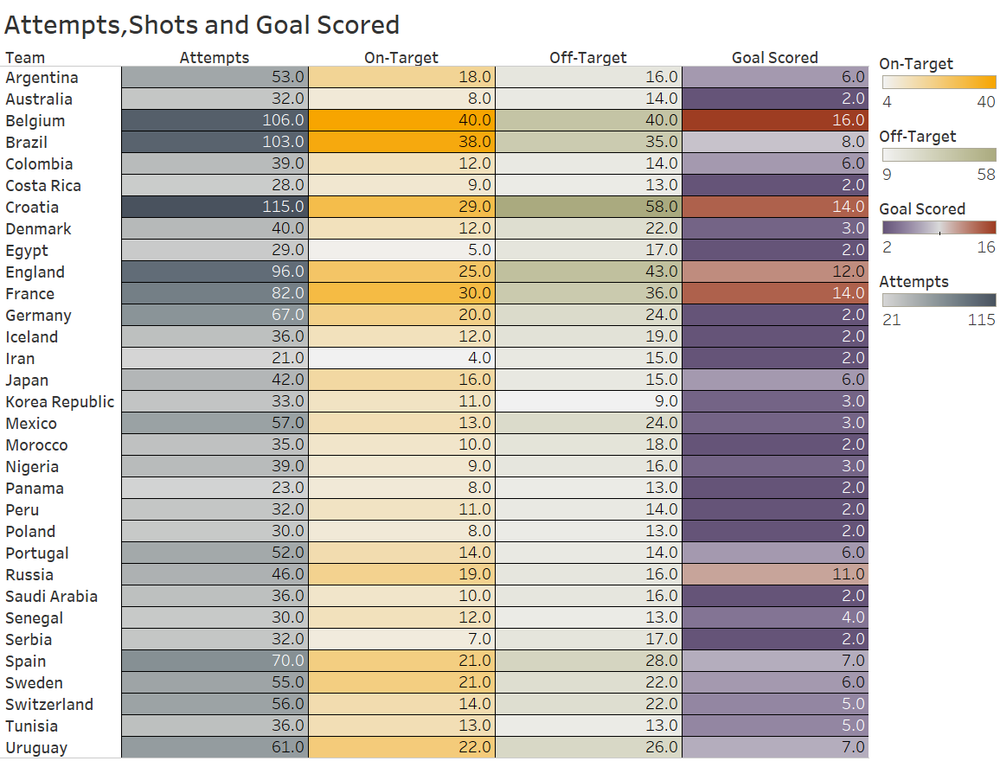 Attempts,Shots and Goal Scored
Team Attempts On-Target Off-Target Goal Scored
Argentina 53.0 18.0 16.0 6.0
Australia 32.0 8.0 14.0 2.0
Belgium 106.0 40.0 40.0 16.0
Brazil 103.0 38.0 35.0 8.0
Colombia 39.0 12.0 14.0 6.0
Costa Rica 28.0 9.0 13.0 2.0
Croatia 115.0 29.0 58.0 14.0
Denmark 40.0 12.0 22.0 3.0
Egypt 29.0 5.0 17.0 2.0
England 96.0 25.0 43.0 12.0
France 82.0 30.0 36.0 14.0
Germany 67.0 20.0 24.0 2.0
Iceland 36.0 12.0 19.0 2.0
Iran 21.0 4.0 15.0 2.0
Japan 42.0 16.0 15.0 6.0
Korea Republic 33.0 11.0 9.0 3.0
Mexico 57.0 13.0 24.0 3.0
Morocco 35.0 10.0 18.0 2.0
Nigeria 39.0 9.0 16.0 3.0
Panama 23.0 8.0 13.0 2.0
Peru 32.0 11.0 14.0 2.0
Poland 30.0 8.0 13.0 2.0
Portugal 52.0 14.0 14.0 6.0
Russia 46.0 19.0 16.0 11.0
Saudi Arabia 36.0 10.0 16.0 2.0
Senegal 30.0 12.0 13.0 4.0
Serbia 32.0 7.0 17.0 2.0
Spain 70.0 21.0 28.0 7.0
Sweden 55.0 21.0 22.0 6.0
Switzerland 56.0 14.0 22.0 5.0
Tunisia 36.0 13.0 13.0 5.0
Uruguay 61.0 22.0 26.0 7.0
On-Target
4 40
Off-Target
9 58
Goal Scored
2 16
Attempts
21 115